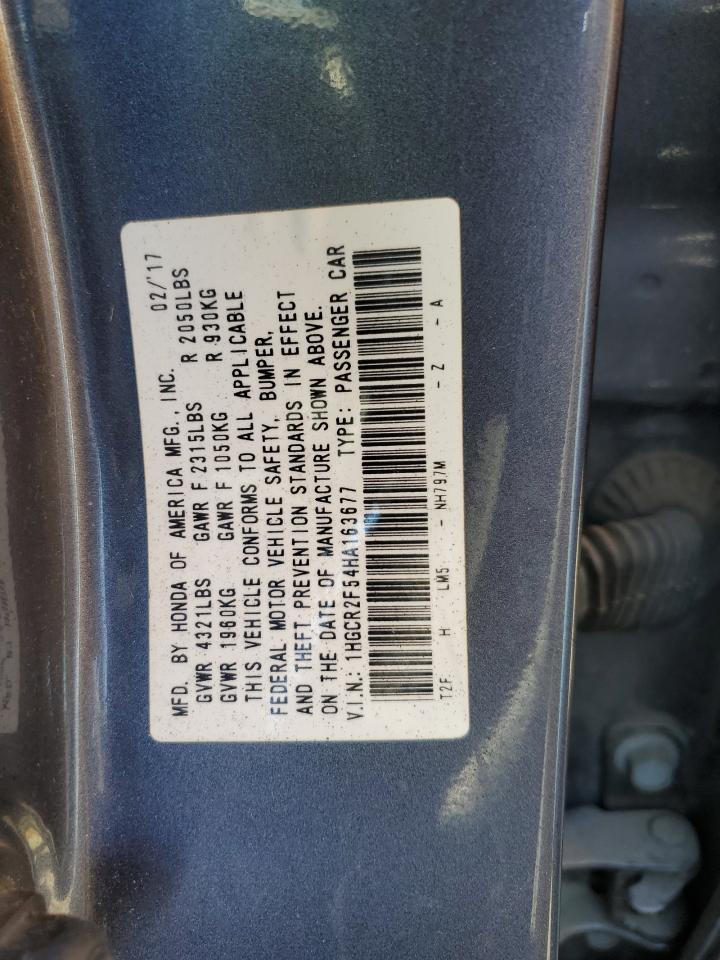 MFD. BY HONDA OF AMERICA MFG., INC. 02/'17
GVWR 4321LBS GAWR F 2315LBS R 2050LBS
GVWR 1960KG GAWR F 1050KG R 930KG
THIS VEHICLE CONFORMS TO ALL APPLICABLE
FEDERAL MOTOR VEHICLE SAFETY, BUMPER,
AND THEFT PREVENTION STANDARDS IN EFFECT
ON THE DATE OF MANUFACTURE SHOWN ABOVE.
V.I.N.: 1HGCR2F54HA163677 TYPE: PASSENGER CAR
T2F H LM5 - NH797M - Z - A